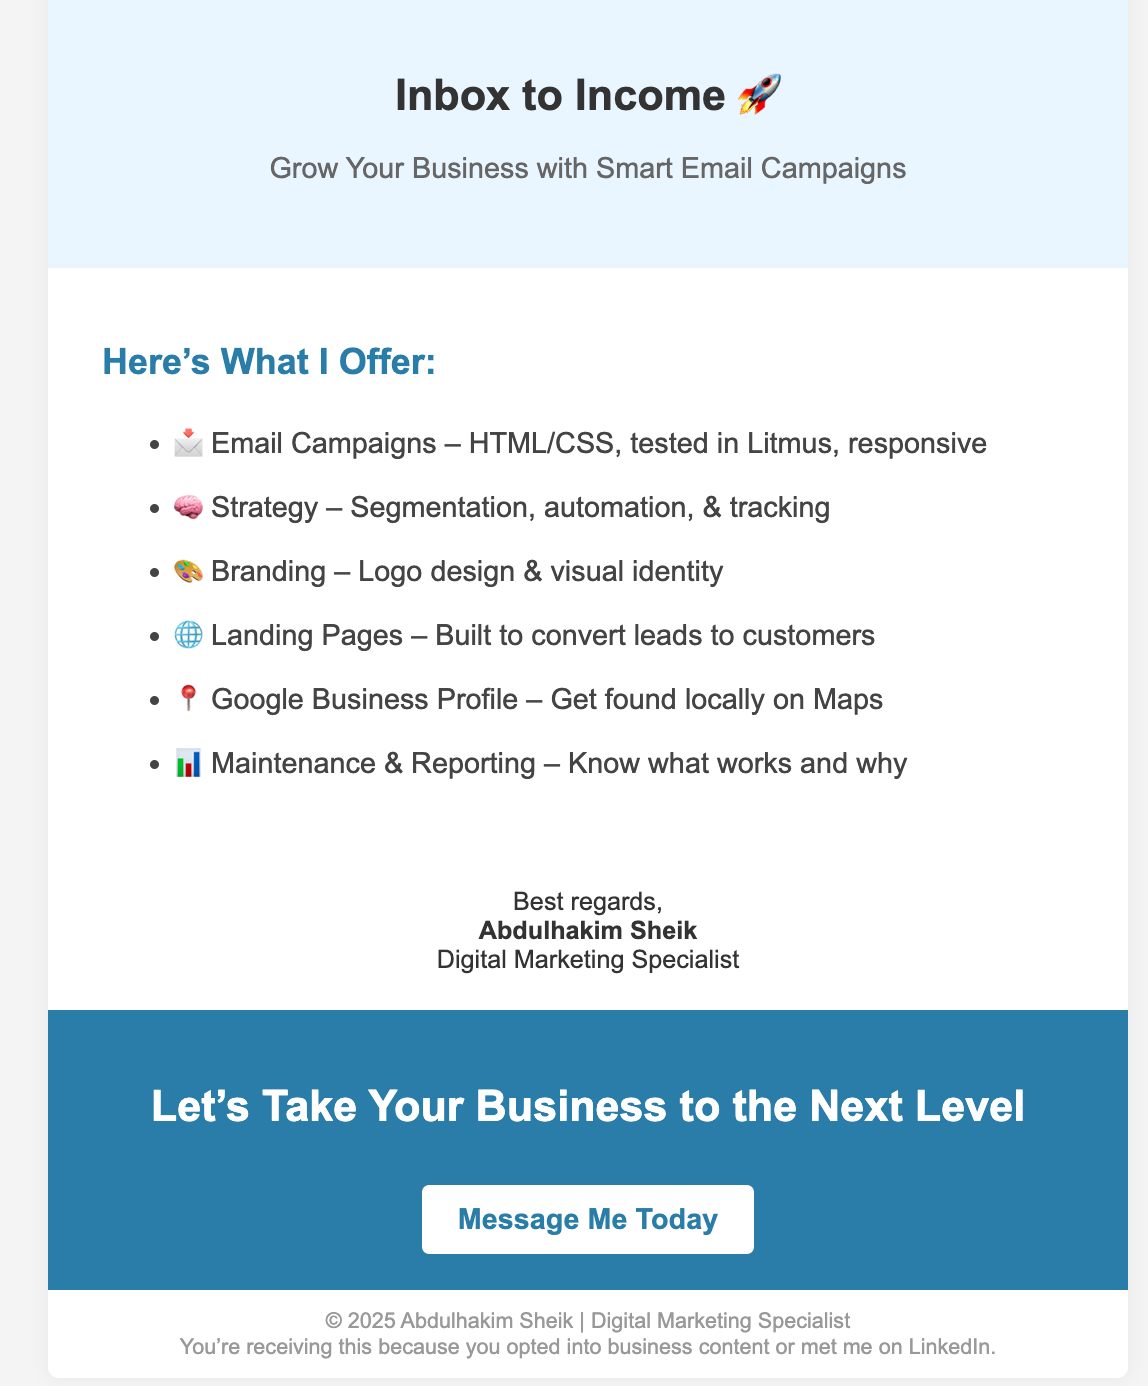 Inbox to Income 🚀
Grow Your Business with Smart Email Campaigns
Here’s What I Offer:
• 📩 Email Campaigns – HTML/CSS, tested in Litmus, responsive
• 🧠 Strategy – Segmentation, automation, & tracking
• 🎨 Branding – Logo design & visual identity
• 🌐 Landing Pages – Built to convert leads to customers
• 📍 Google Business Profile – Get found locally on Maps
• 📊 Maintenance & Reporting – Know what works and why
Best regards,
Abdulhakim Sheik
Digital Marketing Specialist
Let’s Take Your Business to the Next Level
Message Me Today
© 2025 Abdulhakim Sheik | Digital Marketing Specialist
You’re receiving this because you opted into business content or met me on LinkedIn.